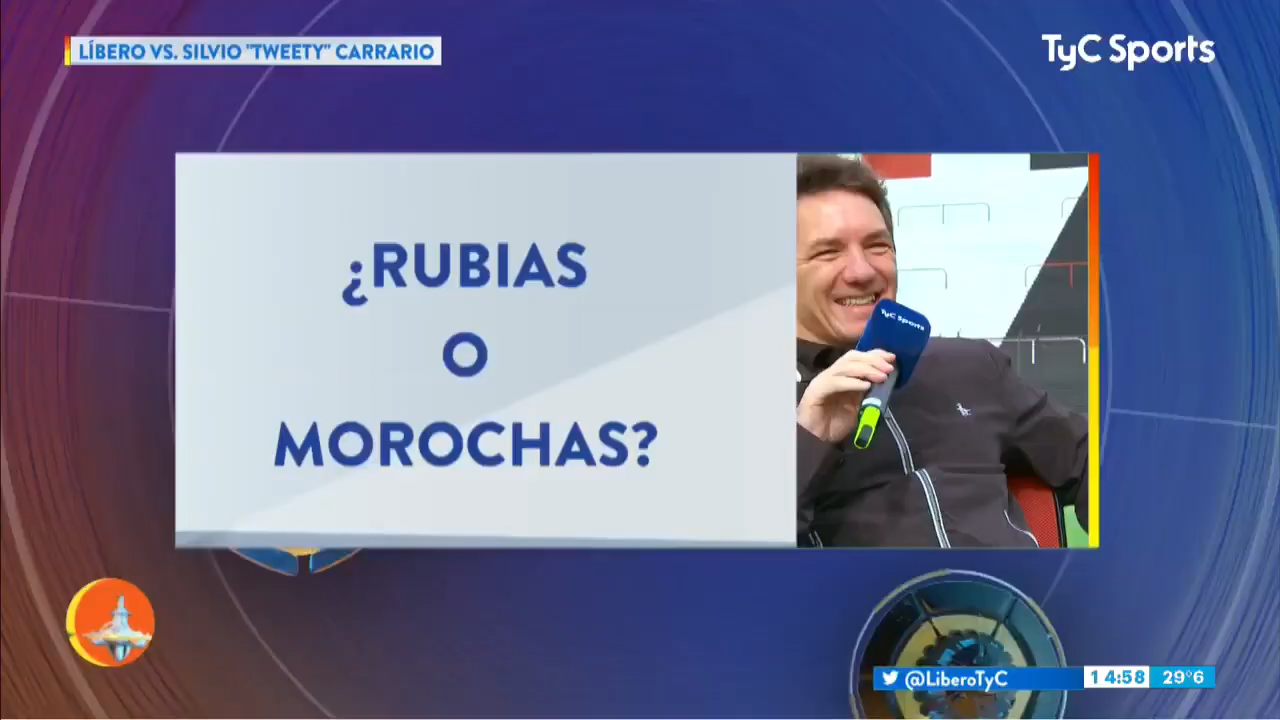 LÍBERO VS. SILVIO "TWEETY" CARRARIO
TyC Sports
¿RUBIAS
O
MOROCHAS?
TyC Sports
@LiberoTyC
14:58
29°6